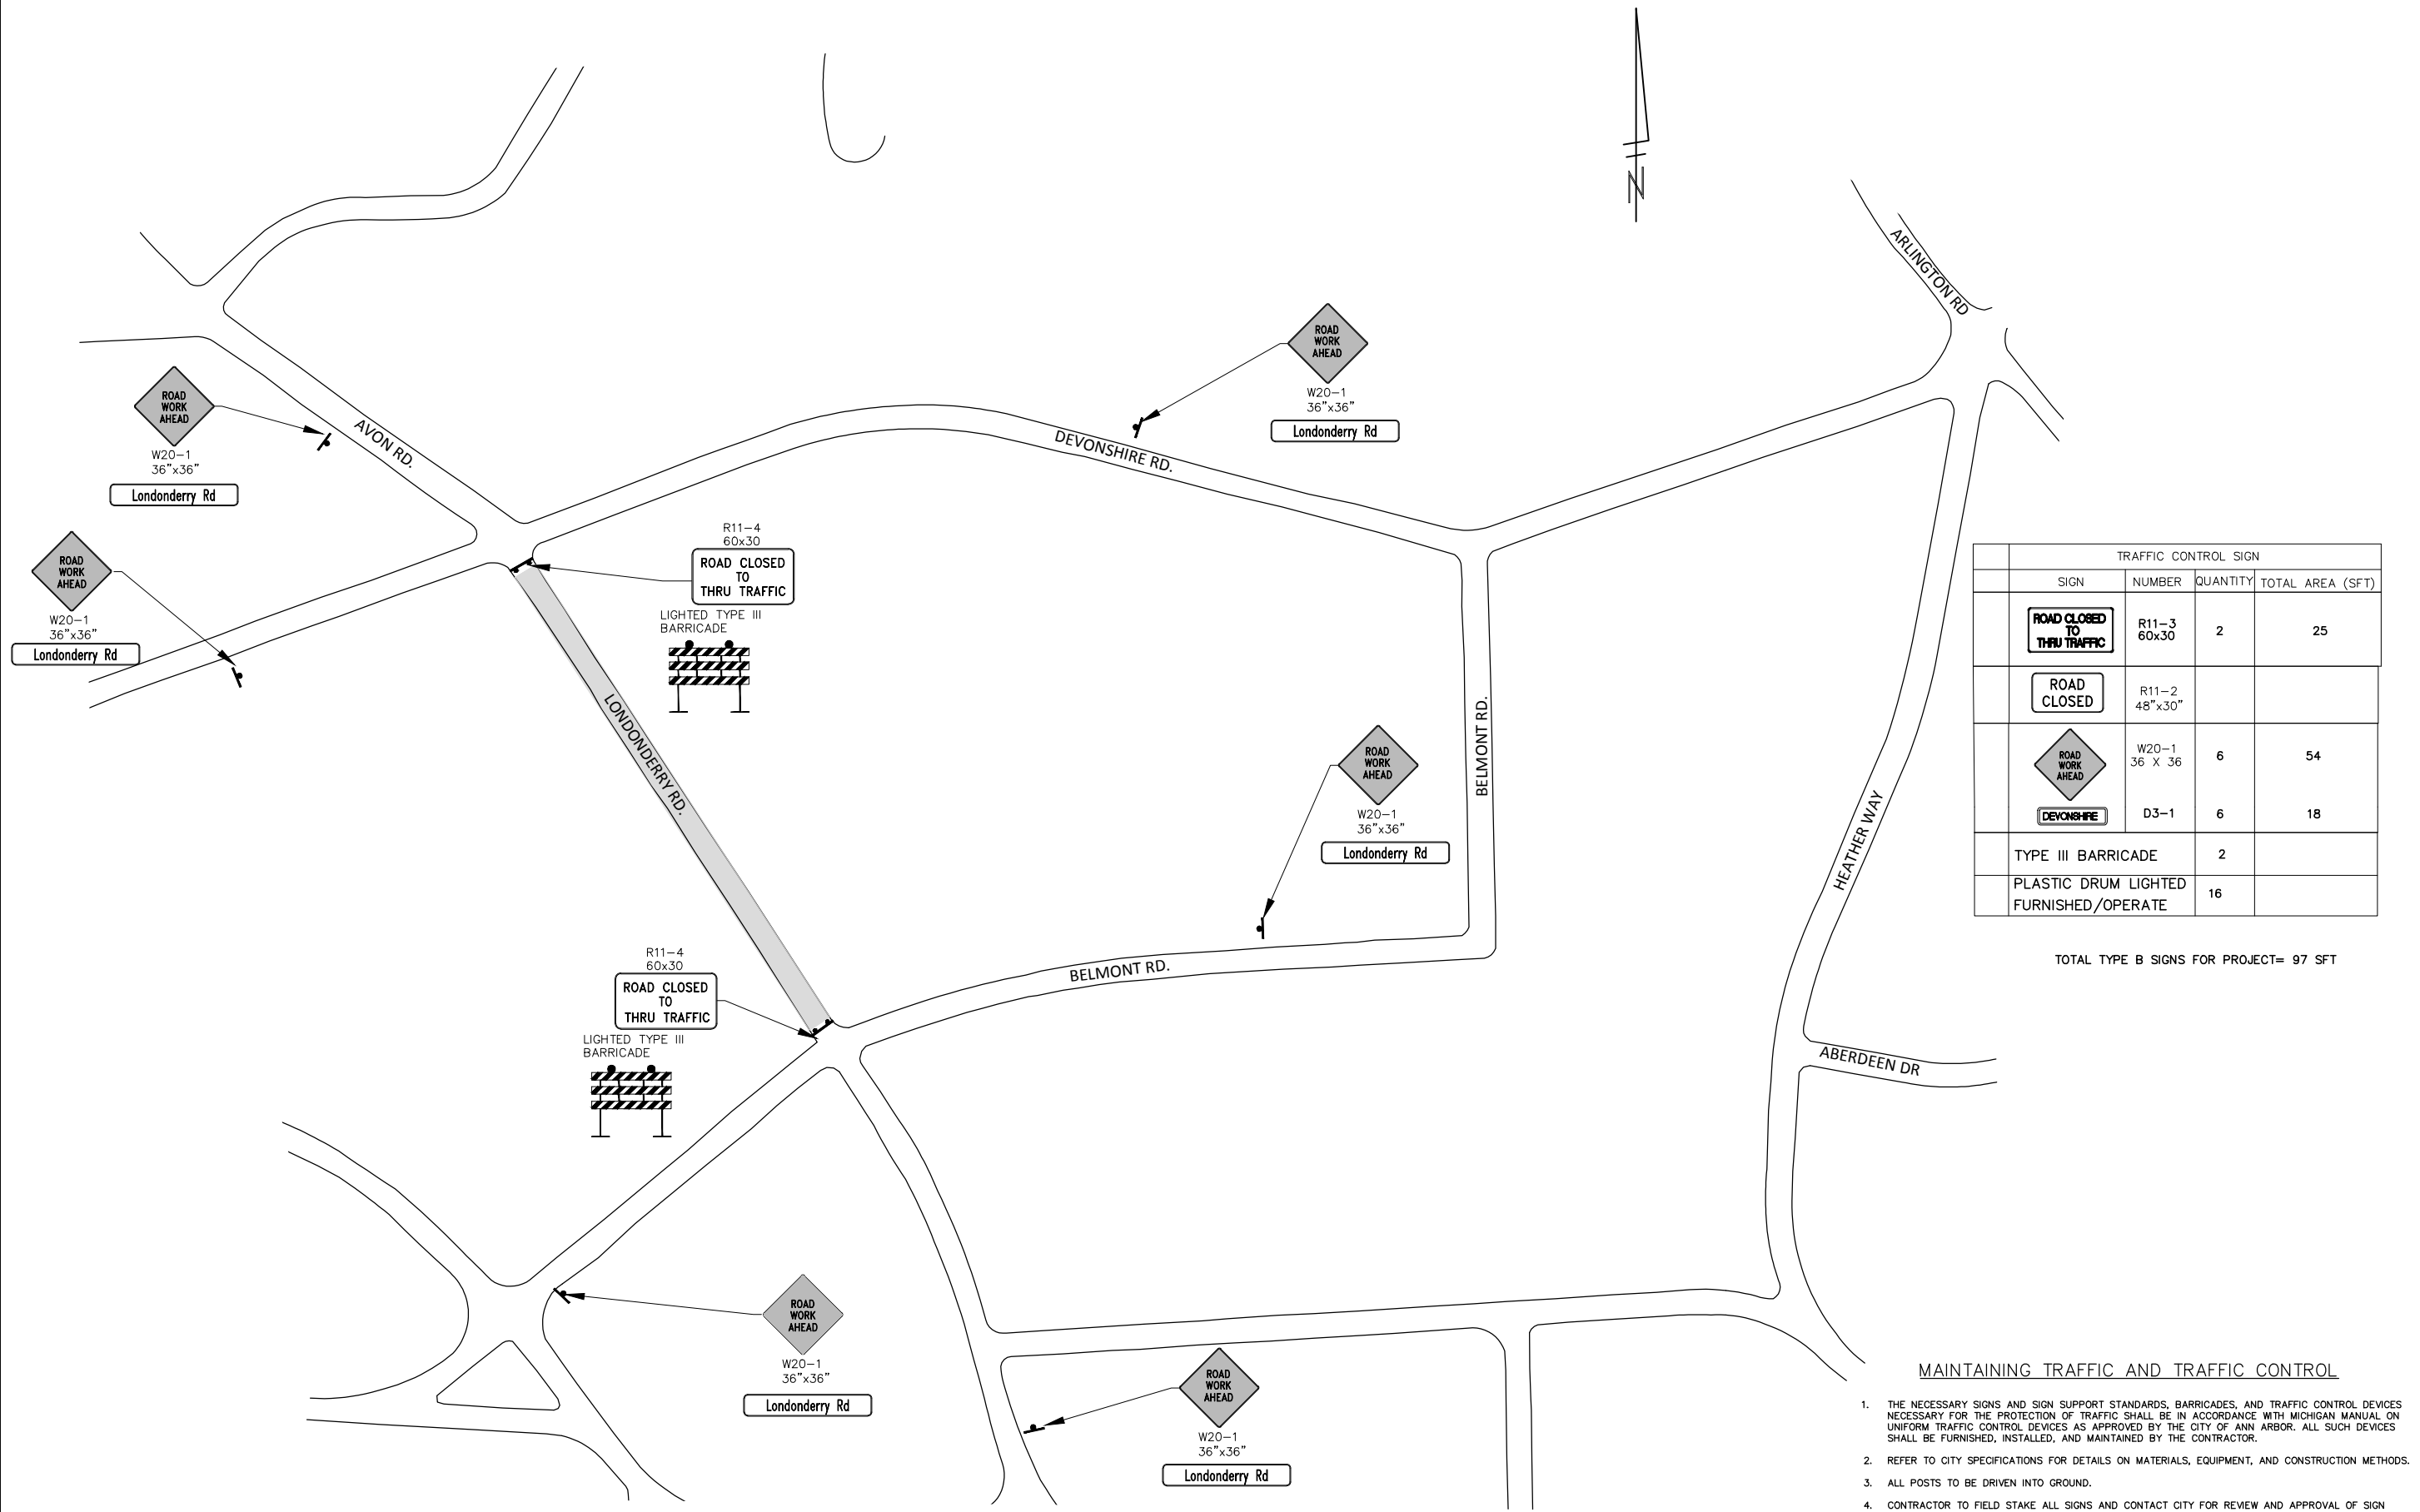 N
ARLINGTON RD
ROAD
WORK
AHEAD
W20-1
36"x36"
Londonderry Rd
ROAD
WORK
AHEAD
W20-1
36"x36"
Londonderry Rd
AVON RD.
DEVONSHIRE RD.
ROAD
WORK
AHEAD
W20-1
36"x36"
Londonderry Rd
R11-4
60x30
ROAD CLOSED
TO
THRU TRAFFIC
LIGHTED TYPE III
BARRICADE
LONDONDERRY RD.
BELMONT RD.
ROAD
WORK
AHEAD
W20-1
36"x36"
Londonderry Rd
HEATHER WAY
TRAFFIC CONTROL SIGN
SIGN NUMBER QUANTITY TOTAL AREA (SFT)
ROAD CLOSED
TO
THRU TRAFFIC
R11-3
60x30
2
25
ROAD
CLOSED
R11-2
48"x30"
ROAD
WORK
AHEAD
W20-1
36 X 36
6
54
DEVONSHIRE D3-1 6 18
TYPE III BARRICADE 2
PLASTIC DRUM LIGHTED
FURNISHED/OPERATE
16
TOTAL TYPE B SIGNS FOR PROJECT= 97 SFT
BELMONT RD.
R11-4
60x30
ROAD CLOSED
TO
THRU TRAFFIC
LIGHTED TYPE III
BARRICADE
ABERDEEN DR
ROAD
WORK
AHEAD
W20-1
36"x36"
Londonderry Rd
ROAD
WORK
AHEAD
W20-1
36"x36"
Londonderry Rd
MAINTAINING TRAFFIC AND TRAFFIC CONTROL
1. THE NECESSARY SIGNS AND SIGN SUPPORT STANDARDS, BARRICADES, AND TRAFFIC CONTROL DEVICES
NECESSARY FOR THE PROTECTION OF TRAFFIC SHALL BE IN ACCORDANCE WITH MICHIGAN MANUAL ON
UNIFORM TRAFFIC CONTROL DEVICES AS APPROVED BY THE CITY OF ANN ARBOR. ALL SUCH DEVICES
SHALL BE FURNISHED, INSTALLED, AND MAINTAINED BY THE CONTRACTOR.
2. REFER TO CITY SPECIFICATIONS FOR DETAILS ON MATERIALS, EQUIPMENT, AND CONSTRUCTION METHODS.
3. ALL POSTS TO BE DRIVEN INTO GROUND.
4. CONTRACTOR TO FIELD STAKE ALL SIGNS AND CONTACT CITY FOR REVIEW AND APPROVAL OF SIGN